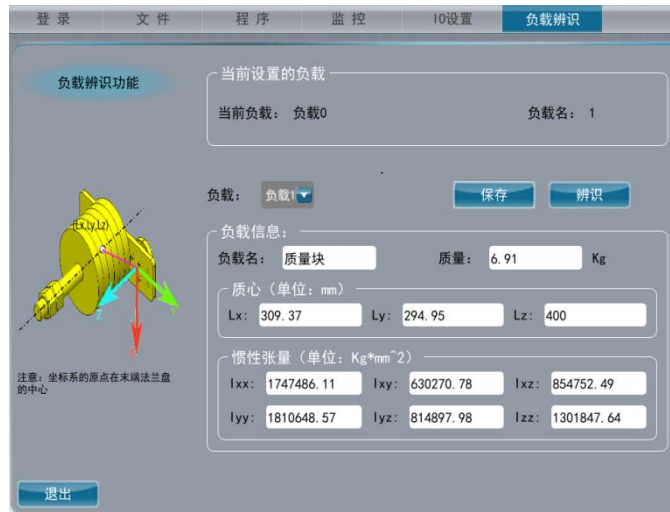 登录 文件 程序 监控 IO设置 负载辨识
负载辨识功能
当前设置的负载
当前负载： 负载0 负载名： 1
负载： 负载1 保存 辨识
负载信息：
负载名： 质量块 质量： 6.91 Kg
质心（单位：mm）
Lx: 309.37 Ly: 294.95 Lz: 400
惯性张量（单位：Kg*mm^2）
Ixx: 1747486.11 Ixy: 630270.78 Ixz: 854752.49
Iyy: 1810648.57 Iyz: 814897.98 Izz: 1301847.64
(Lx,Ly,Lz)
Z
Y
注意：坐标系的原点在末端法兰盘
的中心
退出